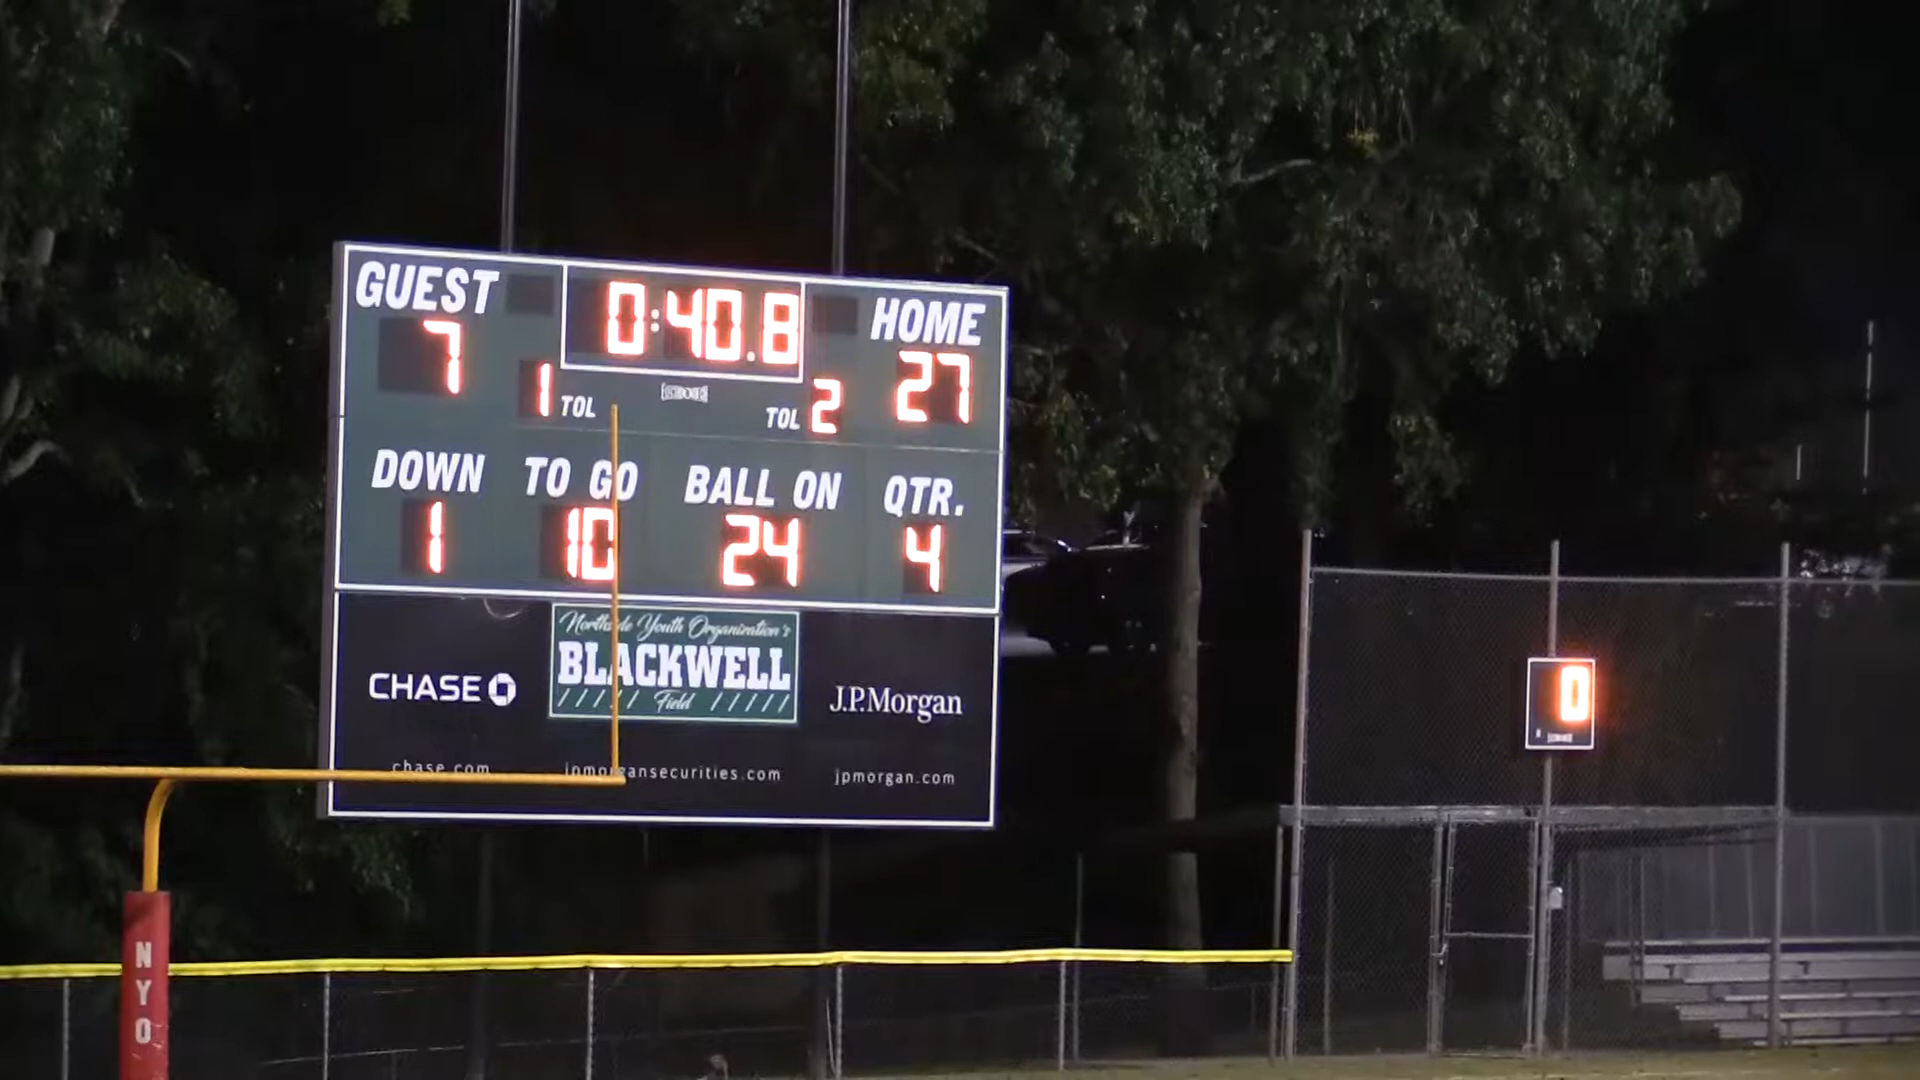 GUEST 0:40.8 HOME
7 27
1 TOL TOL 2
DOWN TO GO BALL ON QTR.
1 10 24 4
Northside Youth Organization's
BLACKWELL
Field
CHASE
J.P.Morgan
chase.com jpmorgansecurities.com jpmorgan.com
0
NYO